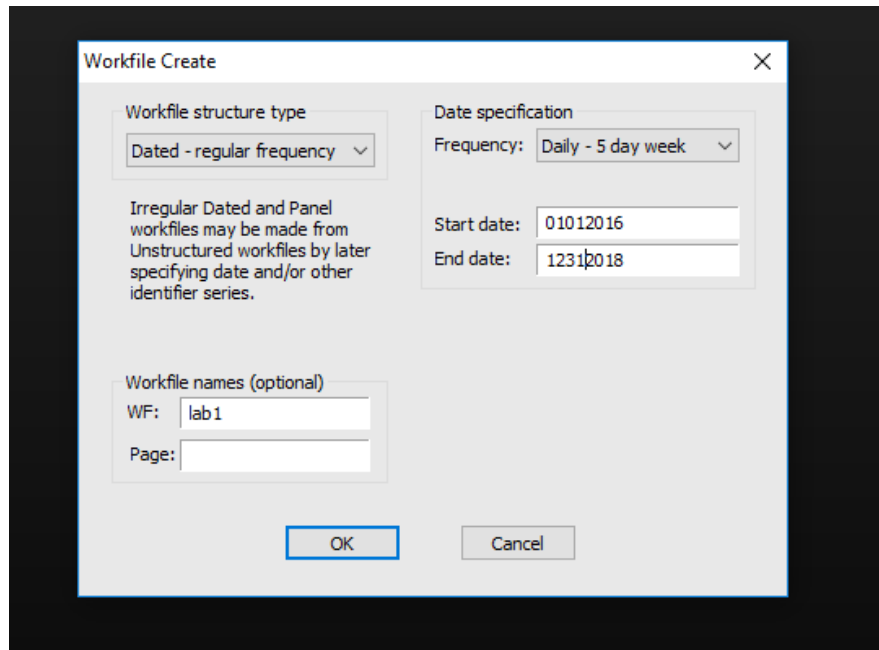 Workfile Create
Workfile structure type
Dated - regular frequency
Irregular Dated and Panel
workfiles may be made from
Unstructured workfiles by later
specifying date and/or other
identifier series.
Date specification
Frequency: Daily - 5 day week
Start date: 01012016
End date: 12312018
Workfile names (optional)
WF: lab1
Page:
OK Cancel